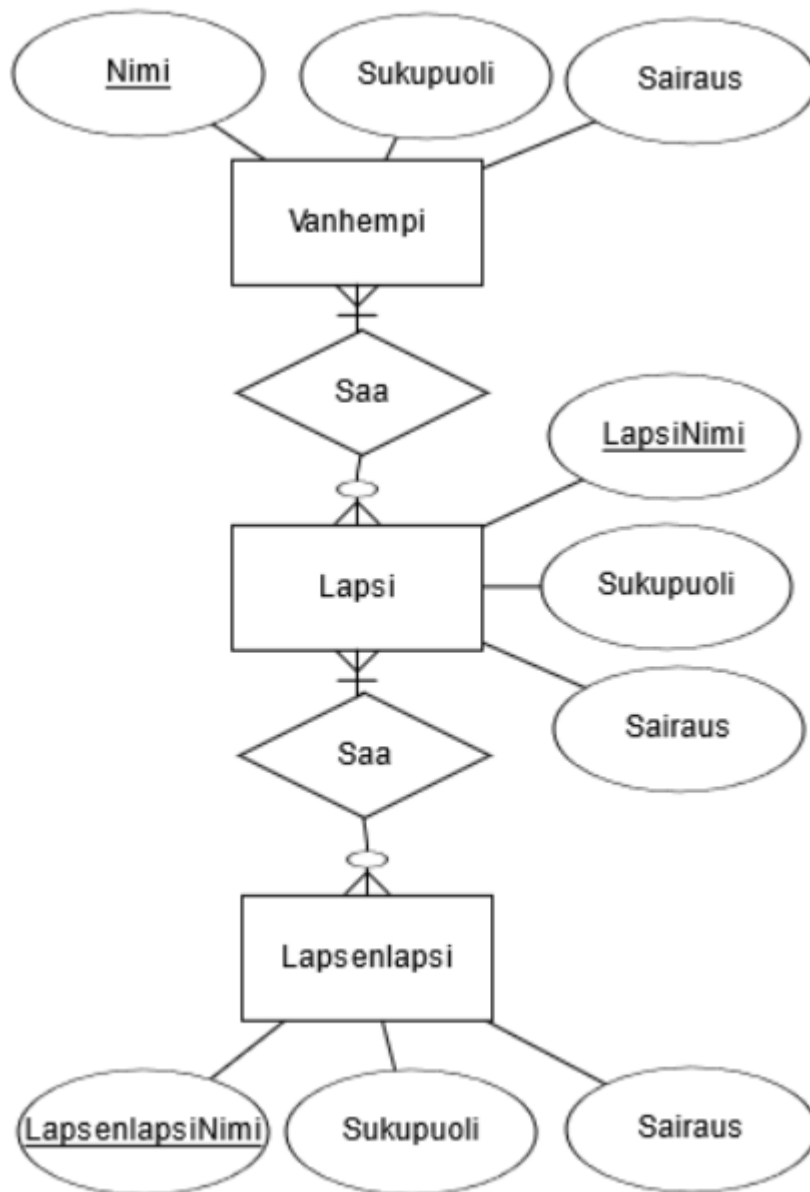 Nimi
Sukupuoli
Sairaus
Vanhempi
Saa
LapsiNimi
Lapsi
Sukupuoli
Sairaus
Saa
Lapsenlapsi
LapsenlapsiNimi
Sukupuoli
Sairaus